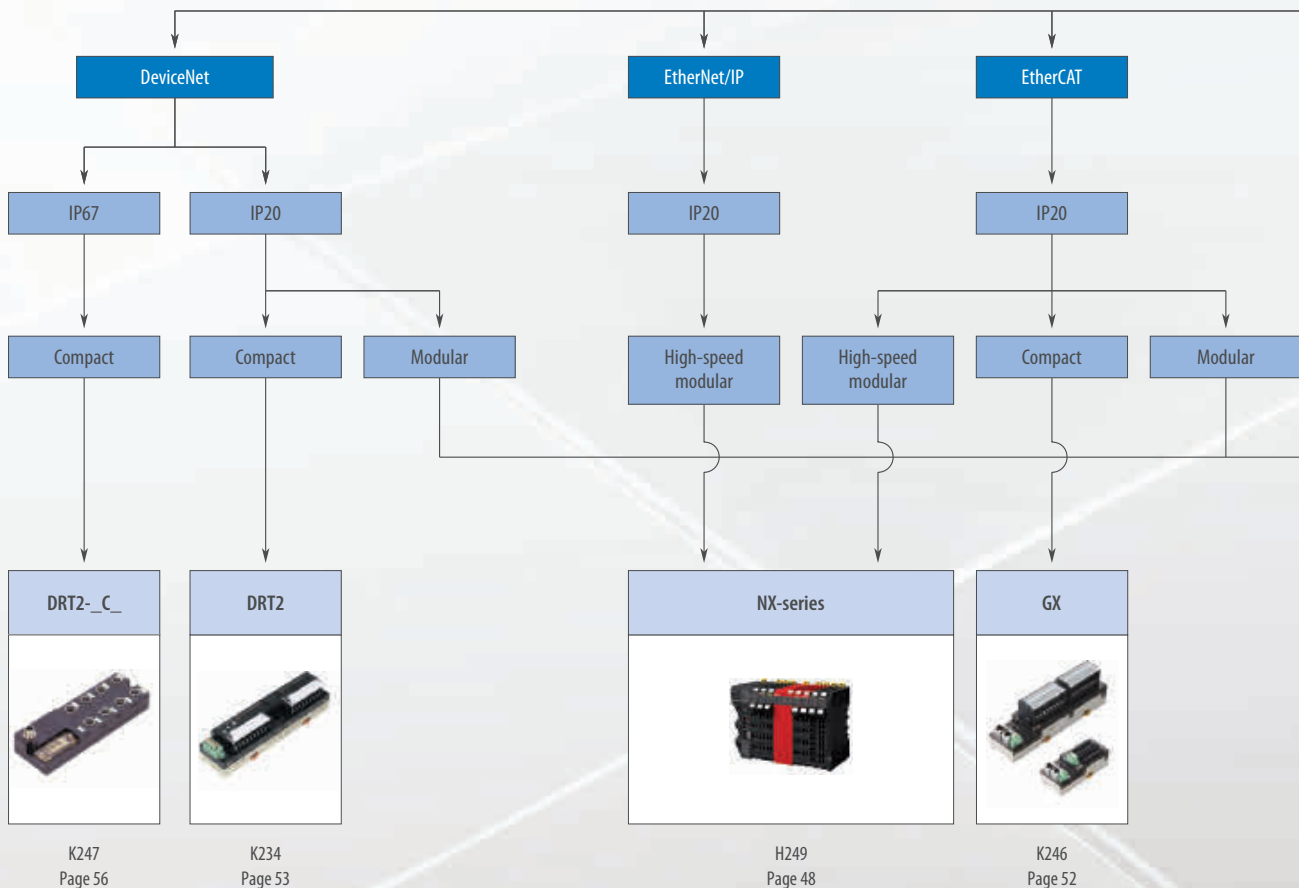 DeviceNet
EtherNet/IP
EtherCAT
IP67
IP20
IP20
IP20
Compact
Compact
Modular
High-speed
modular
High-speed
modular
Compact
Modular
DRT2-_C_
DRT2
NX-series
GX
K247
Page 56
K234
Page 53
H249
Page 48
K246
Page 52